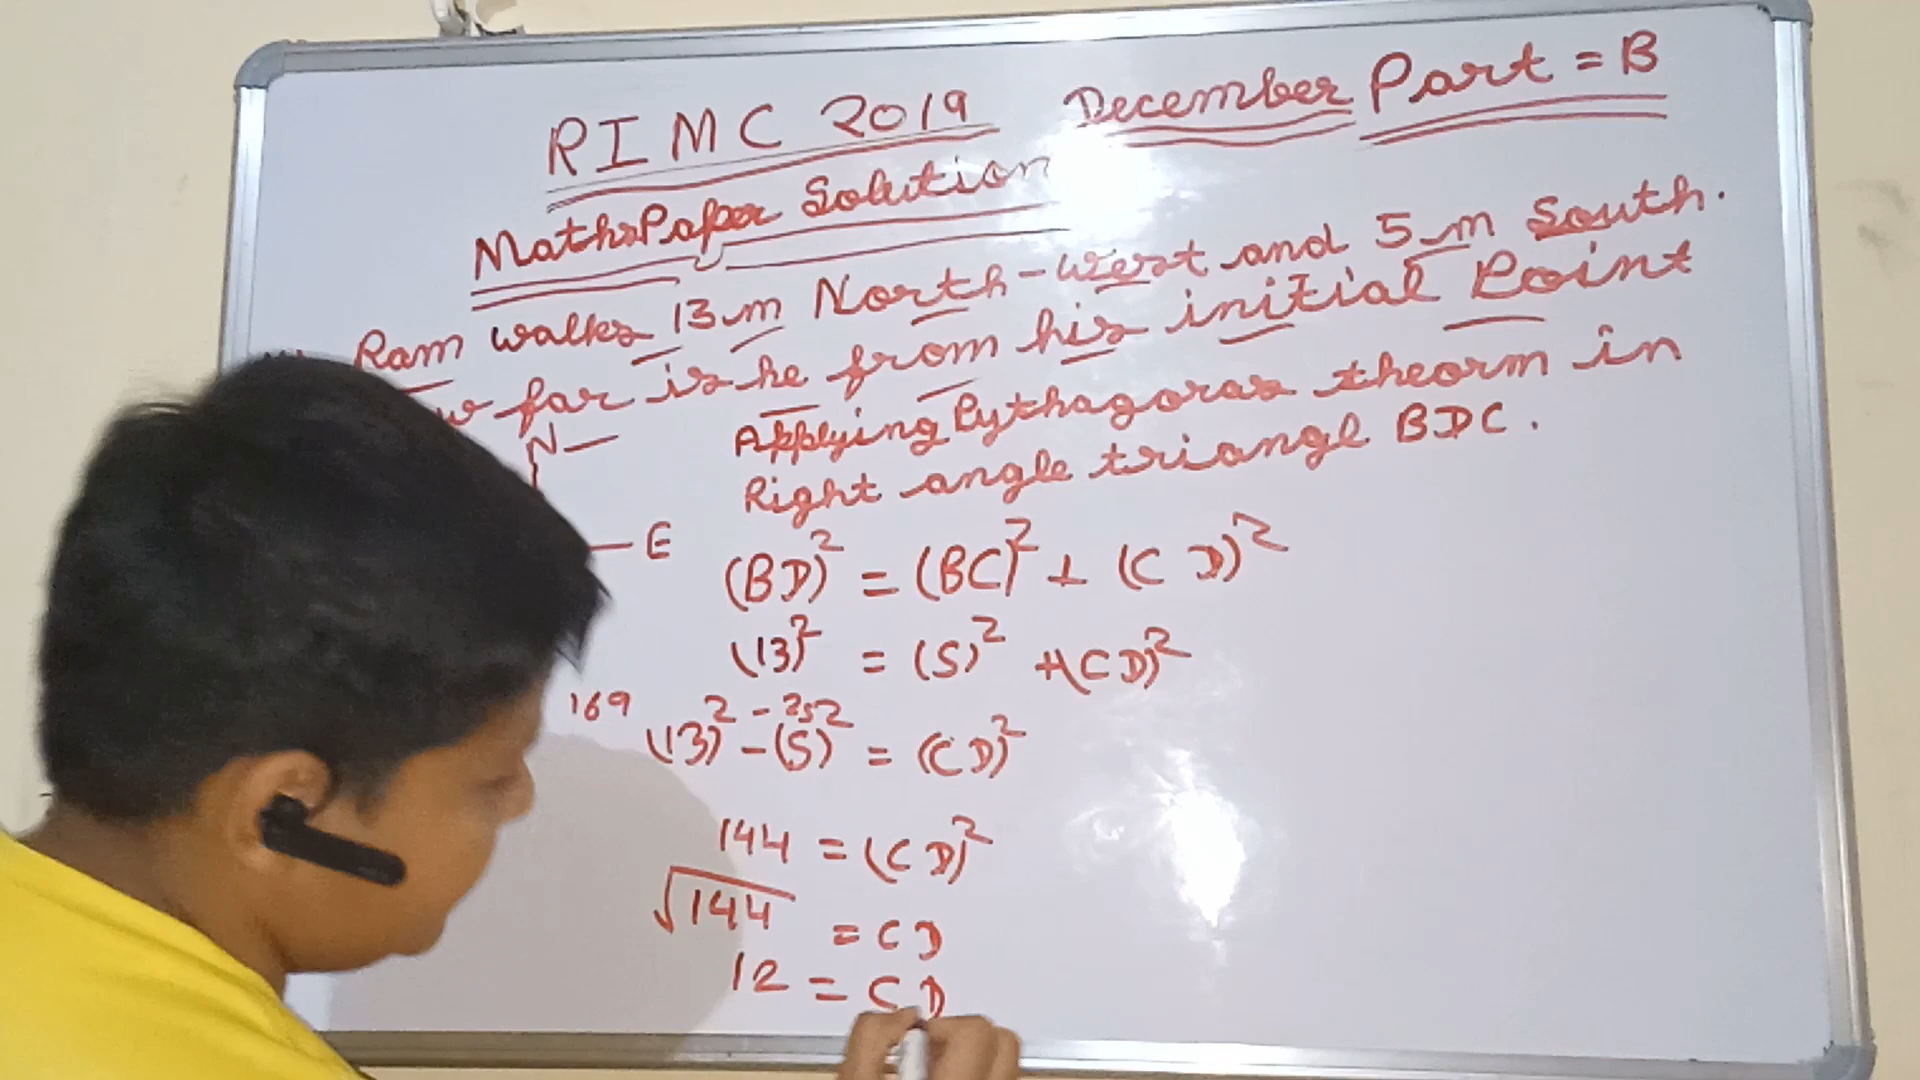 RIMC 2019 December Part = B
Maths Paper Solution
Ram walks 13 m North-west and 5 m South.
far is he from his initial Point
N
E
Applying Pythagoras theorm in
Right angle triangle BDC.
(BD)² = (BC)² + (CD)²
(13)² = (5)² + (CD)²
169 - 25
(13)² - (5)² = (CD)²
144 = (CD)²
√144 = CD
12 = CD